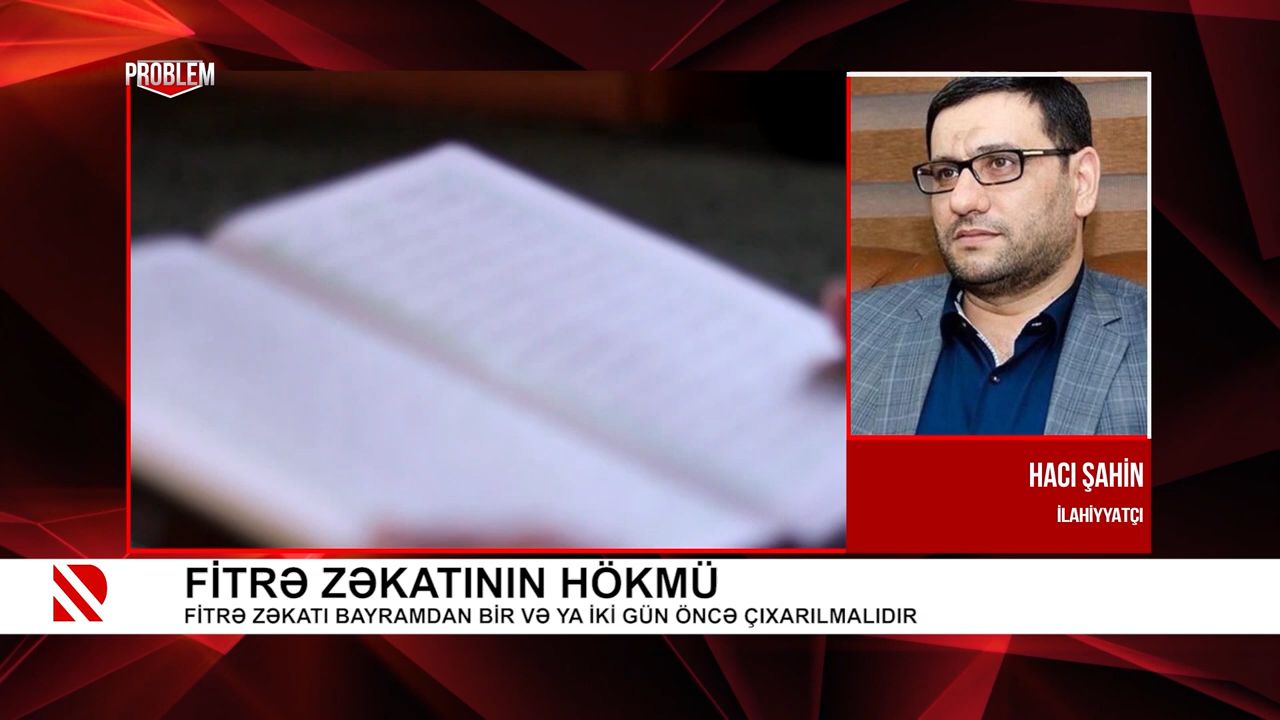 PROBLEM
HACI ŞAHİN
İLAHİYYATÇI
FİTRƏ ZƏKATININ HÖKMÜ
FİTRƏ ZƏKATI BAYRAMDAN BİR VƏ YA İKİ GÜN ÖNCƏ ÇIXARILMALIDIR